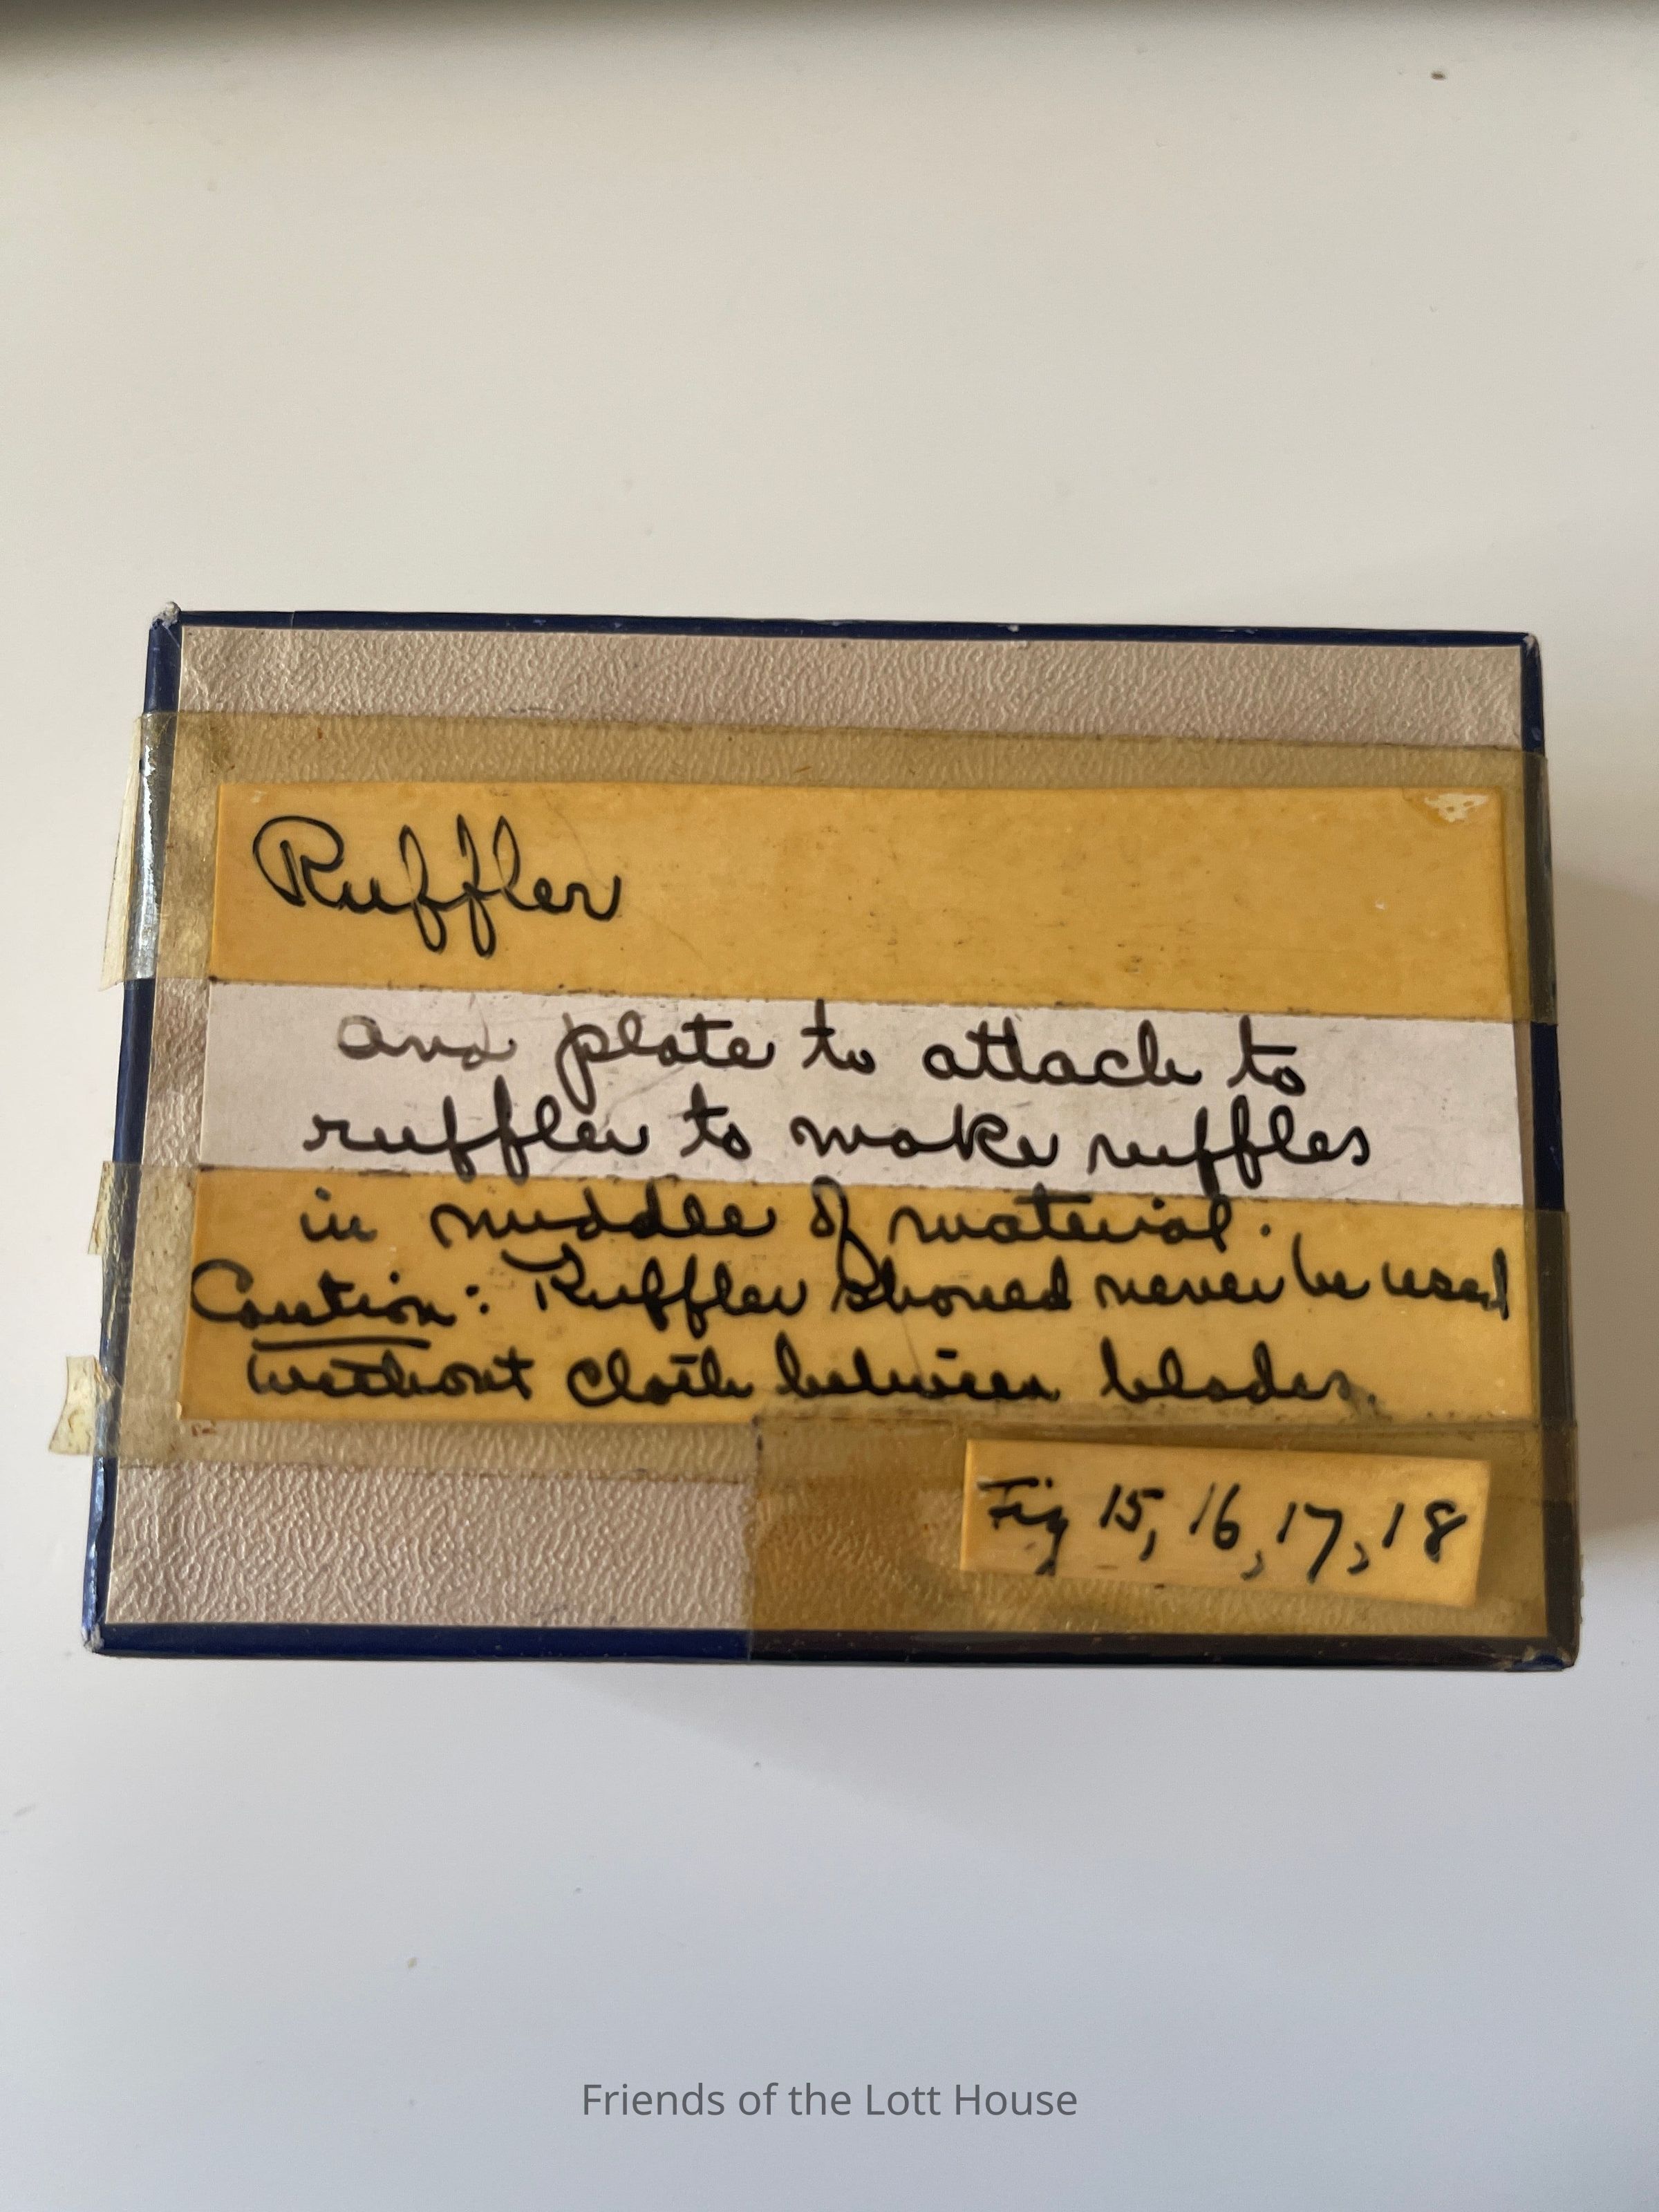 Ruffler
and plate to attach to
ruffler to make ruffles
in middle of material.
Caution: Ruffler should never be used
without cloth between blades.
Fig 15, 16, 17, 18
Friends of the Lott House